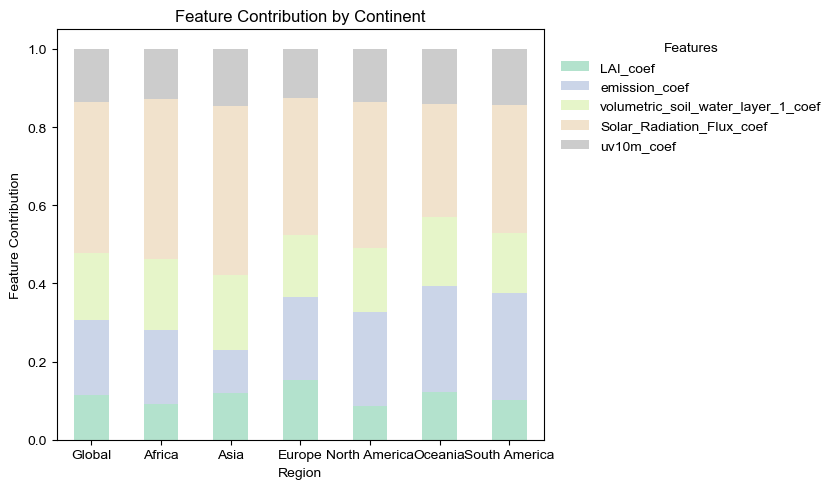 Feature Contribution by Continent
Features
LAI_coef
emission_coef
volumetric_soil_water_layer_1_coef
Solar_Radiation_Flux_coef
uv10m_coef
Feature Contribution
1.0
0.8
0.6
0.4
0.2
0.0
Global Africa Asia Europe North America Oceania South America
Region